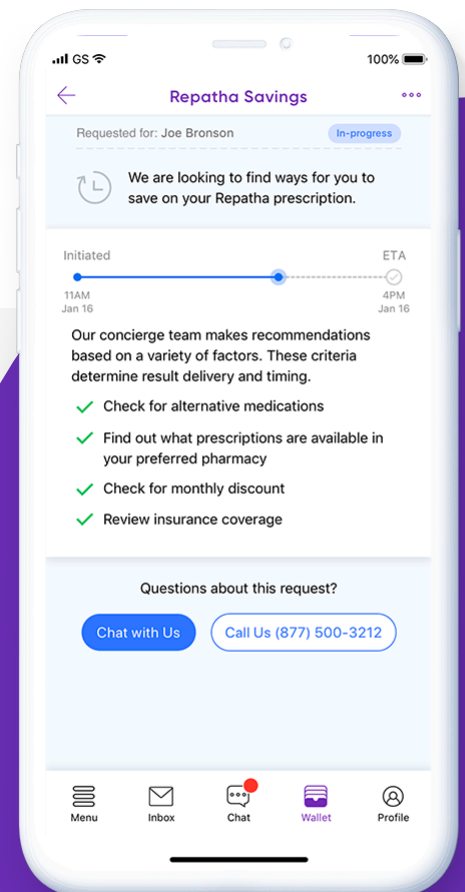 GS
100%
Repatha Savings
Requested for: Joe Bronson
In-progress
We are looking to find ways for you to
save on your Repatha prescription.
Initiated
ETA
11AM
Jan 16
4PM
Jan 16
Our concierge team makes recommendations
based on a variety of factors. These criteria
determine result delivery and timing.
Check for alternative medications
Find out what prescriptions are available in
your preferred pharmacy
Check for monthly discount
Review insurance coverage
Questions about this request?
Chat with Us
Call Us (877) 500-3212
Menu
Inbox
Chat
Wallet
Profile